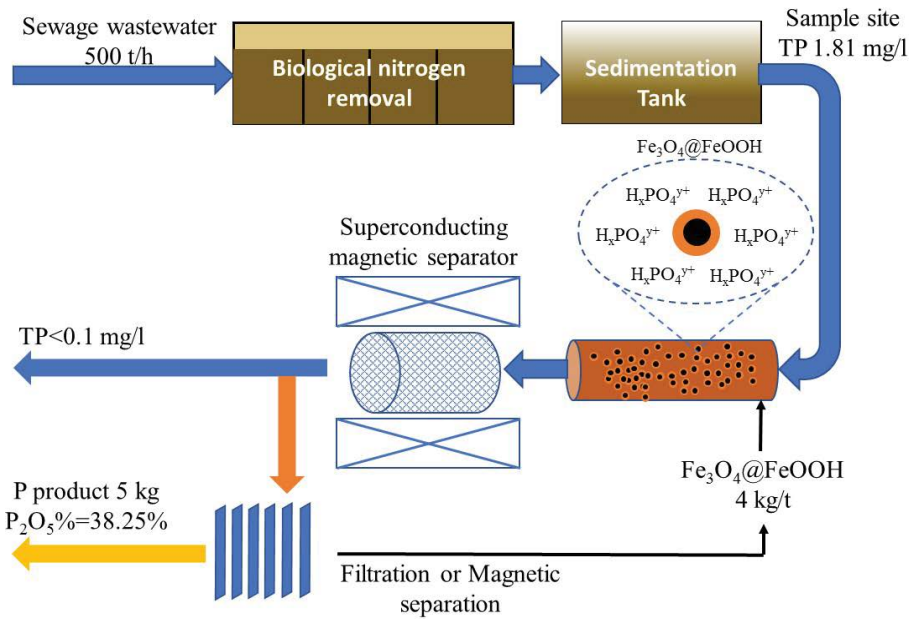 Sewage wastewater
500 t/h
Biological nitrogen
removal
Sedimentation
Tank
Sample site
TP 1.81 mg/l
Fe₃O₄@FeOOH
HₓPO₄ʸ⁺ HₓPO₄ʸ⁺
HₓPO₄ʸ⁺ HₓPO₄ʸ⁺
HₓPO₄ʸ⁺ HₓPO₄ʸ⁺
Superconducting
magnetic separator
TP<0.1 mg/l
Fe₃O₄@FeOOH
4 kg/t
P product 5 kg
P₂O₅%=38.25%
Filtration or Magnetic
separation